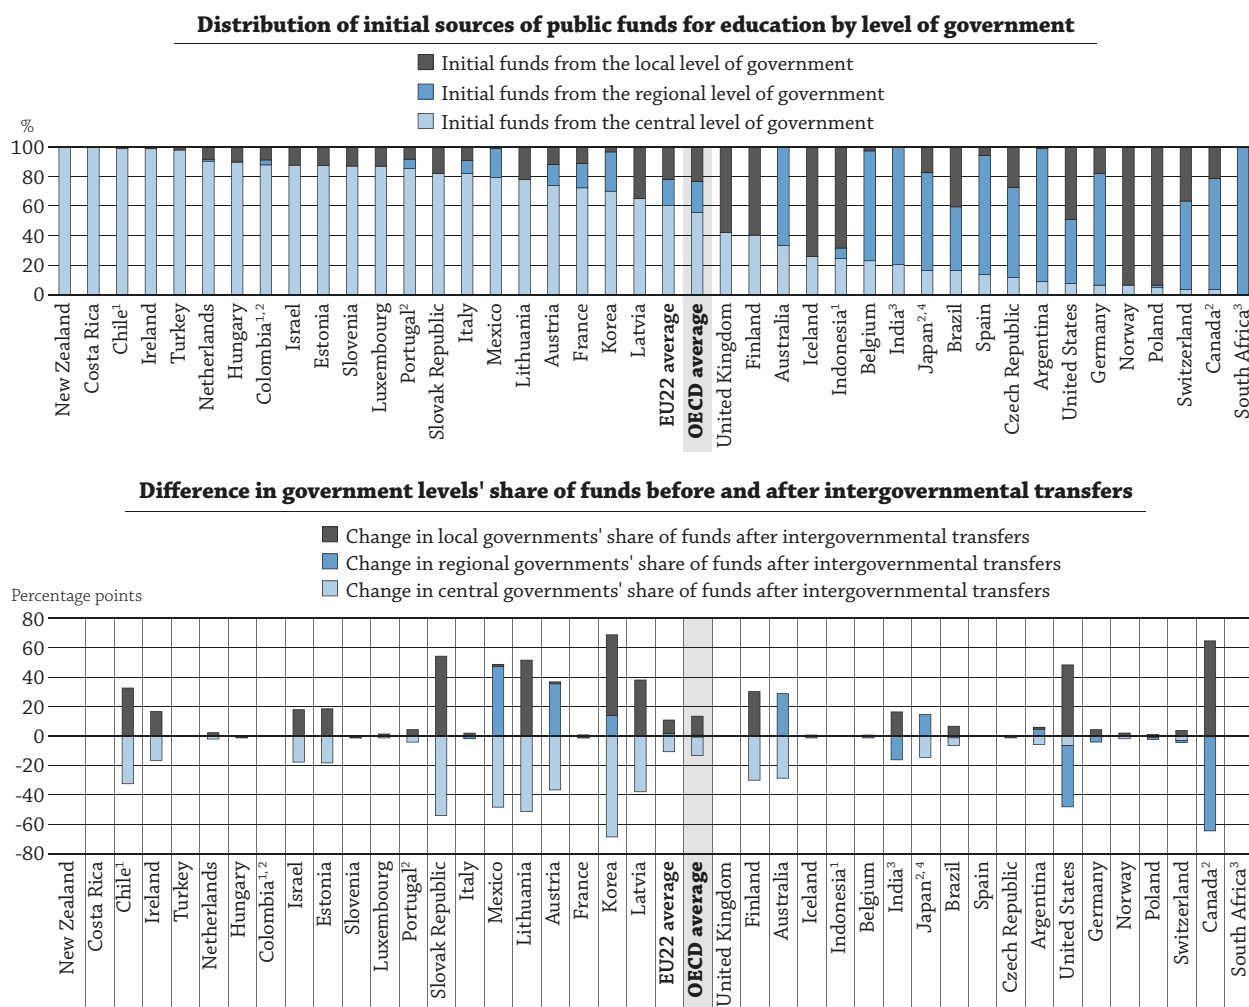 Distribution of initial sources of public funds for education by level of government
Initial funds from the local level of government
Initial funds from the regional level of government
Initial funds from the central level of government
%
100
80
60
40
20
0
New Zealand
Costa Rica
Chile1
Ireland
Turkey
Netherlands
Hungary
Colombia1, 2
Israel
Estonia
Slovenia
Luxembourg
Portugal2
Slovak Republic
Italy
Mexico
Lithuania
Austria
France
Korea
Latvia
EU22 average
OECD average
United Kingdom
Finland
Australia
Iceland
Indonesia1
Belgium
India3
Japan2, 4
Brazil
Spain
Czech Republic
Argentina
United States
Germany
Norway
Poland
Switzerland
Canada2
South Africa3
Difference in government levels' share of funds before and after intergovernmental transfers
Change in local governments' share of funds after intergovernmental transfers
Change in regional governments' share of funds after intergovernmental transfers
Change in central governments' share of funds after intergovernmental transfers
Percentage points
80
60
40
20
0
-20
-40
-60
-80
New Zealand
Costa Rica
Chile1
Ireland
Turkey
Netherlands
Hungary
Colombia1, 2
Israel
Estonia
Slovenia
Luxembourg
Portugal2
Slovak Republic
Italy
Mexico
Lithuania
Austria
France
Korea
Latvia
EU22 average
OECD average
United Kingdom
Finland
Australia
Iceland
Indonesia1
Belgium
India3
Japan2, 4
Brazil
Spain
Czech Republic
Argentina
United States
Germany
Norway
Poland
Switzerland
Canada2
South Africa3